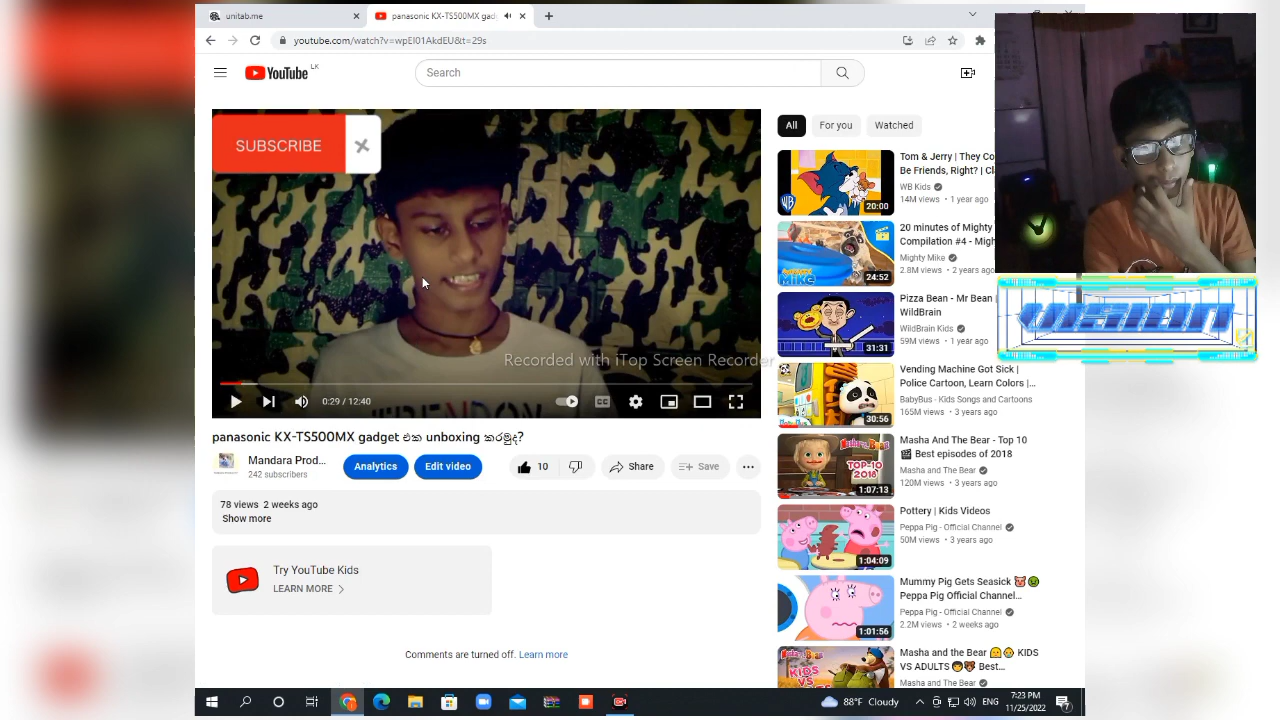 unitab.me
panasonic KX-TS500MX gad
youtube.com/watch?v=wpEI01AkdEU&t=29s
YouTube LK
Search
SUBSCRIBE
Recorded with iTop Screen Recorder
0:29 / 12:40
panasonic KX-TS500MX gadget එක unboxing කරමුද?
Mandara Prod...
242 subscribers
Analytics
Edit video
10
Share
Save
78 views 2 weeks ago
Show more
Try YouTube Kids
LEARN MORE
Comments are turned off. Learn more
All
For you
Watched
Tom & Jerry | They Co
Be Friends, Right? | Cl
WB Kids
14M views • 1 year ago
20:00
20 minutes of Mighty
Compilation #4 - Migh
Mighty Mike
2.8M views • 2 years ago
24:52
Pizza Bean - Mr Bean
WildBrain
WildBrain Kids
59M views • 1 year ago
31:31
Vending Machine Got Sick |
Police Cartoon, Learn Colors |...
BabyBus - Kids Songs and Cartoons
165M views • 3 years ago
30:56
Masha And The Bear - Top 10
🎬 Best episodes of 2018
Masha and The Bear
120M views • 3 years ago
TOP-10
2018
1:07:13
Pottery | Kids Videos
Peppa Pig - Official Channel
50M views • 3 years ago
1:04:09
Mummy Pig Gets Seasick 🐷🤢
Peppa Pig Official Channel...
Peppa Pig - Official Channel
2.2M views • 2 weeks ago
1:01:56
Masha and the Bear 🤗👶 KIDS
VS ADULTS 👦🐻 Best...
Masha and The Bear
KIDS
VS
88°F Cloudy
ENG
7:23 PM
11/25/2022
7